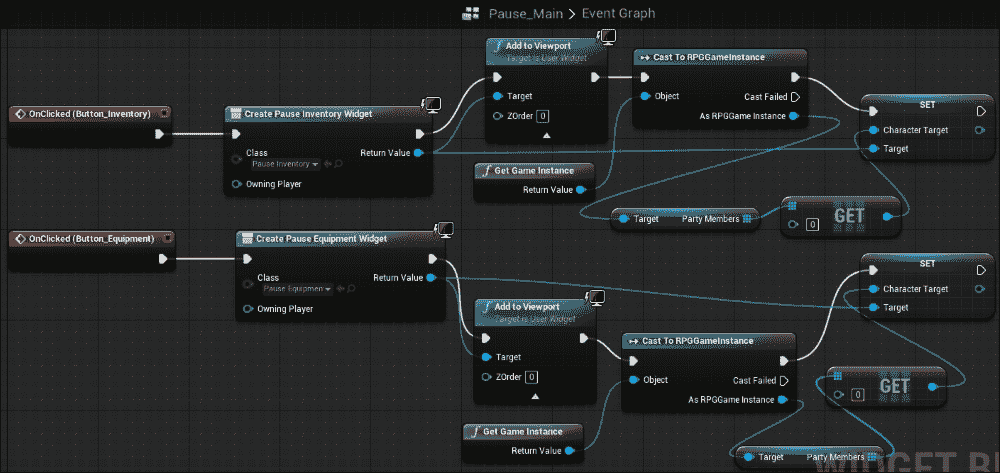 Pause_Main > Event Graph
Add to Viewport
Target is User Widget
Target
ZOrder 0
Cast To RPGGameInstance
Object
Cast Failed
As RPGGame Instance
SET
Character Target
Target
OnClicked (Button_Inventory)
Create Pause Inventory Widget
Class
Pause Inventory
Return Value
Owning Player
f Get Game Instance
Return Value
Target Party Members
0 GET
OnClicked (Button_Equipment)
Create Pause Equipment Widget
Class
Pause Equipmen
Return Value
Owning Player
f Add to Viewport
Target is User Widget
Target
ZOrder 0
Cast To RPGGameInstance
Object
Cast Failed
As RPGGame Instance
SET
Character Target
Target
0 GET
f Get Game Instance
Return Value
Target Party Members